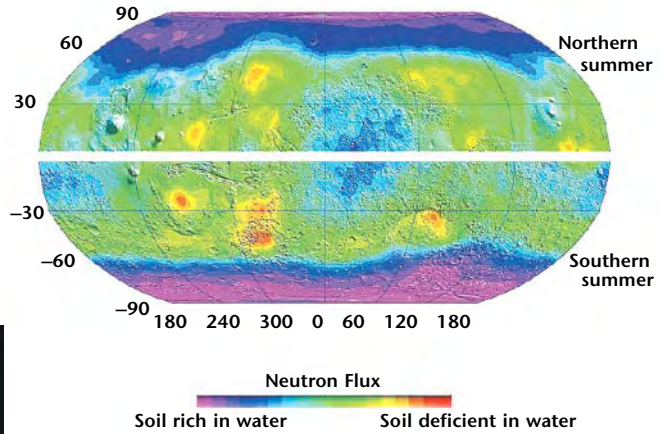 90
60
Northern
summer
30
0
−30
−60
Southern
summer
−90
180 240 300 0 60 120 180
Neutron Flux
Soil rich in water Soil deficient in water